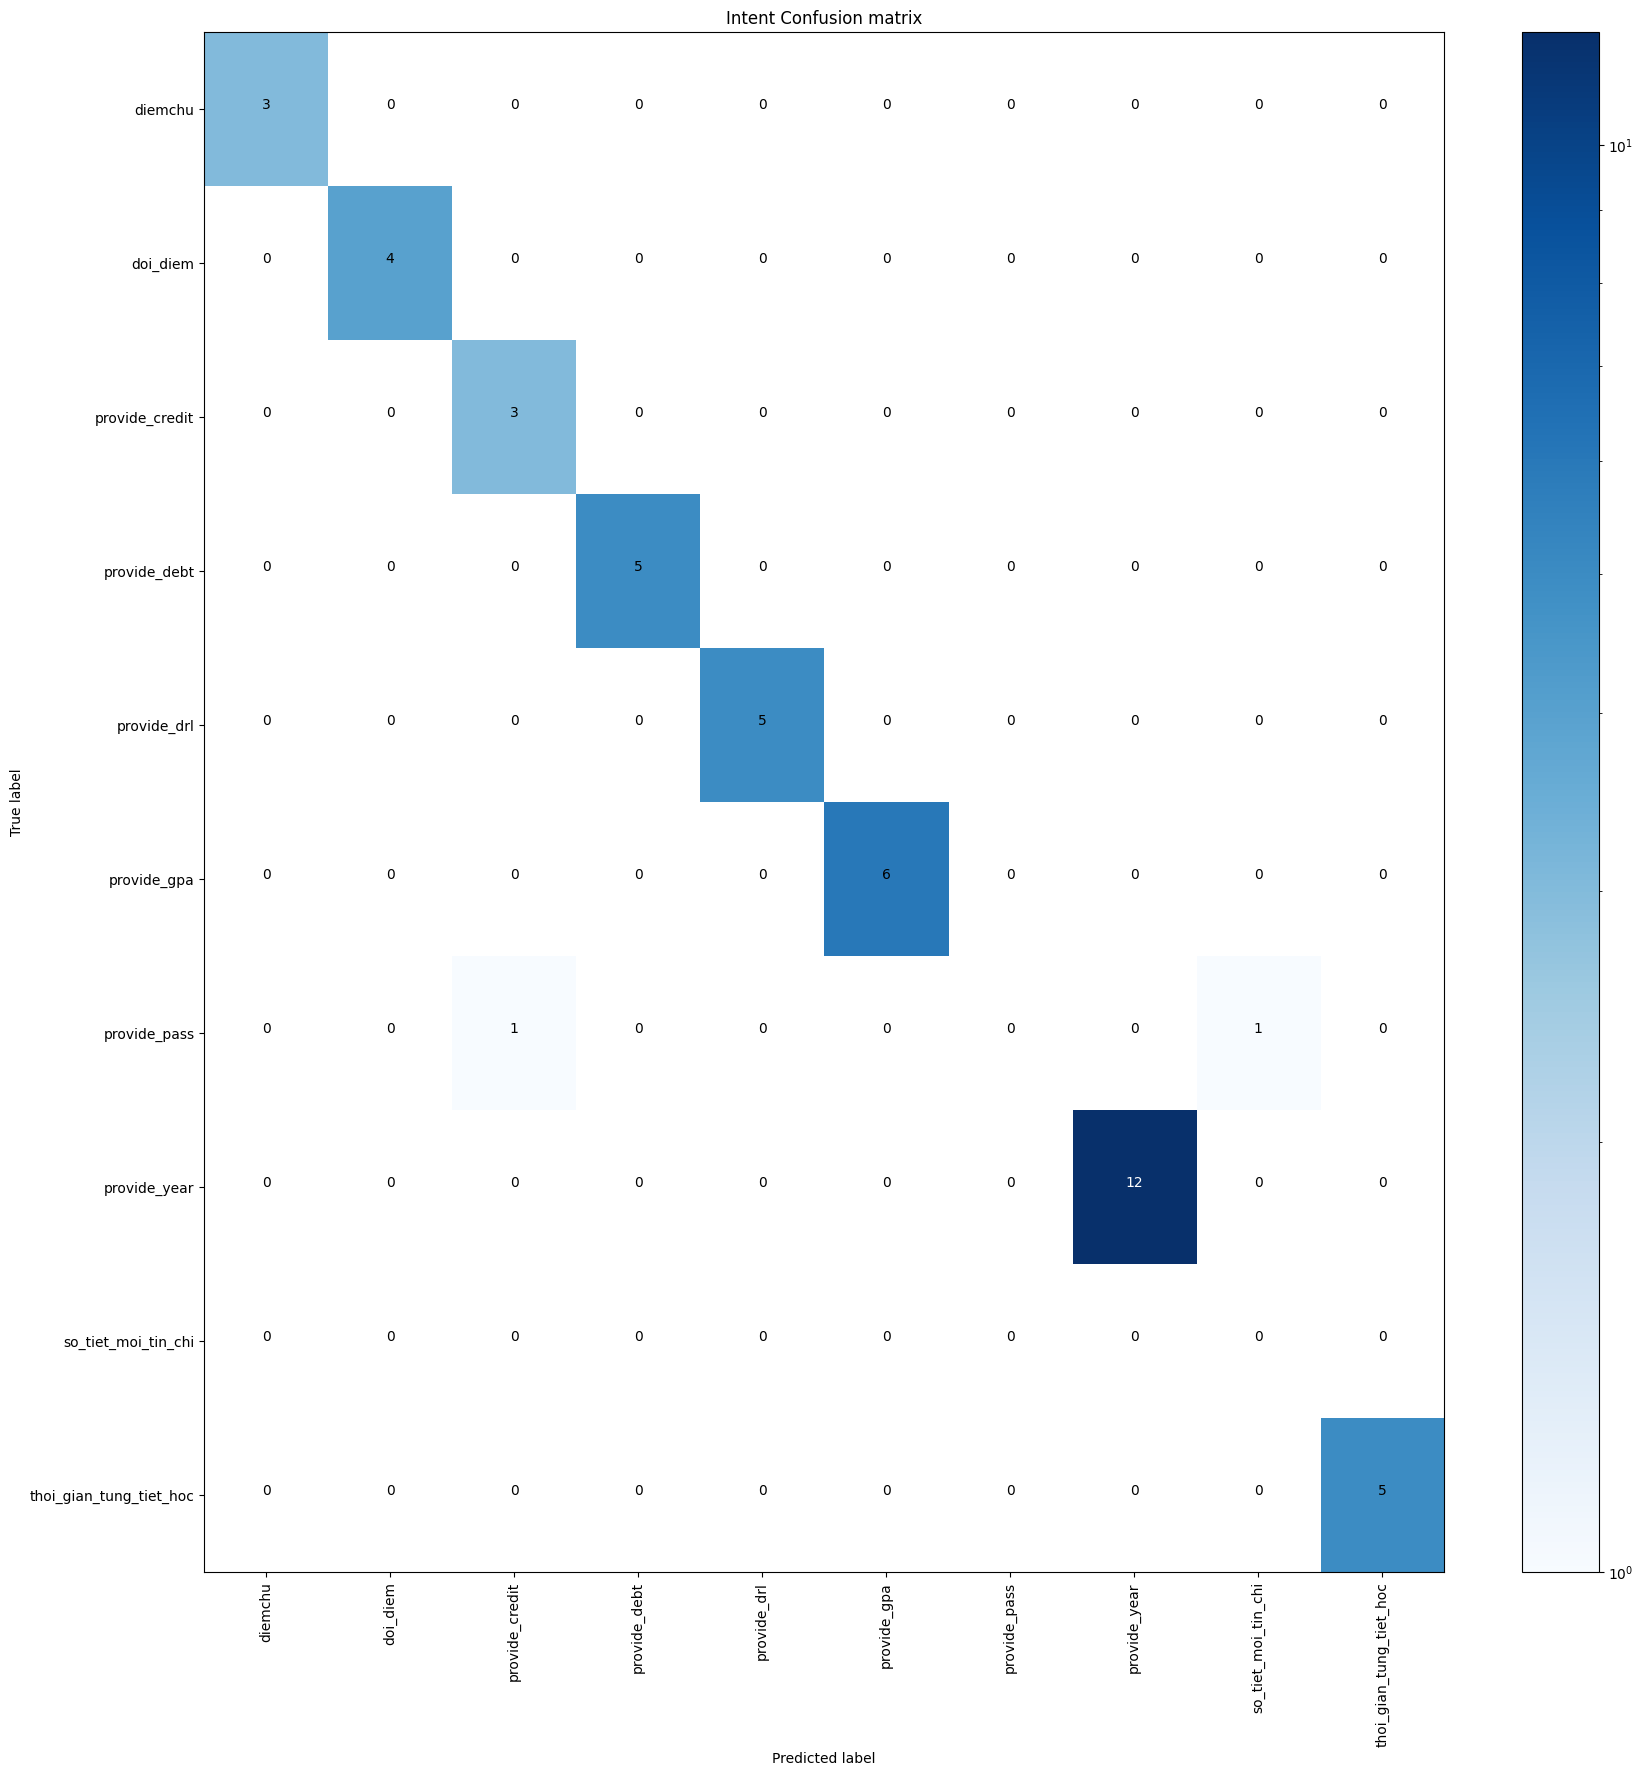 Intent Confusion matrix
diemchu 3 0 0 0 0 0 0 0 0 0
doi_diem 0 4 0 0 0 0 0 0 0 0
provide_credit 0 0 3 0 0 0 0 0 0 0
provide_debt 0 0 0 5 0 0 0 0 0 0
provide_drl 0 0 0 0 5 0 0 0 0 0
provide_gpa 0 0 0 0 0 6 0 0 0 0
provide_pass 0 0 1 0 0 0 0 0 1 0
provide_year 0 0 0 0 0 0 0 12 0 0
so_tiet_moi_tin_chi 0 0 0 0 0 0 0 0 0 0
thoi_gian_tung_tiet_hoc 0 0 0 0 0 0 0 0 0 5
True label
diemchu
doi_diem
provide_credit
provide_debt
provide_drl
provide_gpa
provide_pass
provide_year
so_tiet_moi_tin_chi
thoi_gian_tung_tiet_hoc
Predicted label
10¹
10⁰